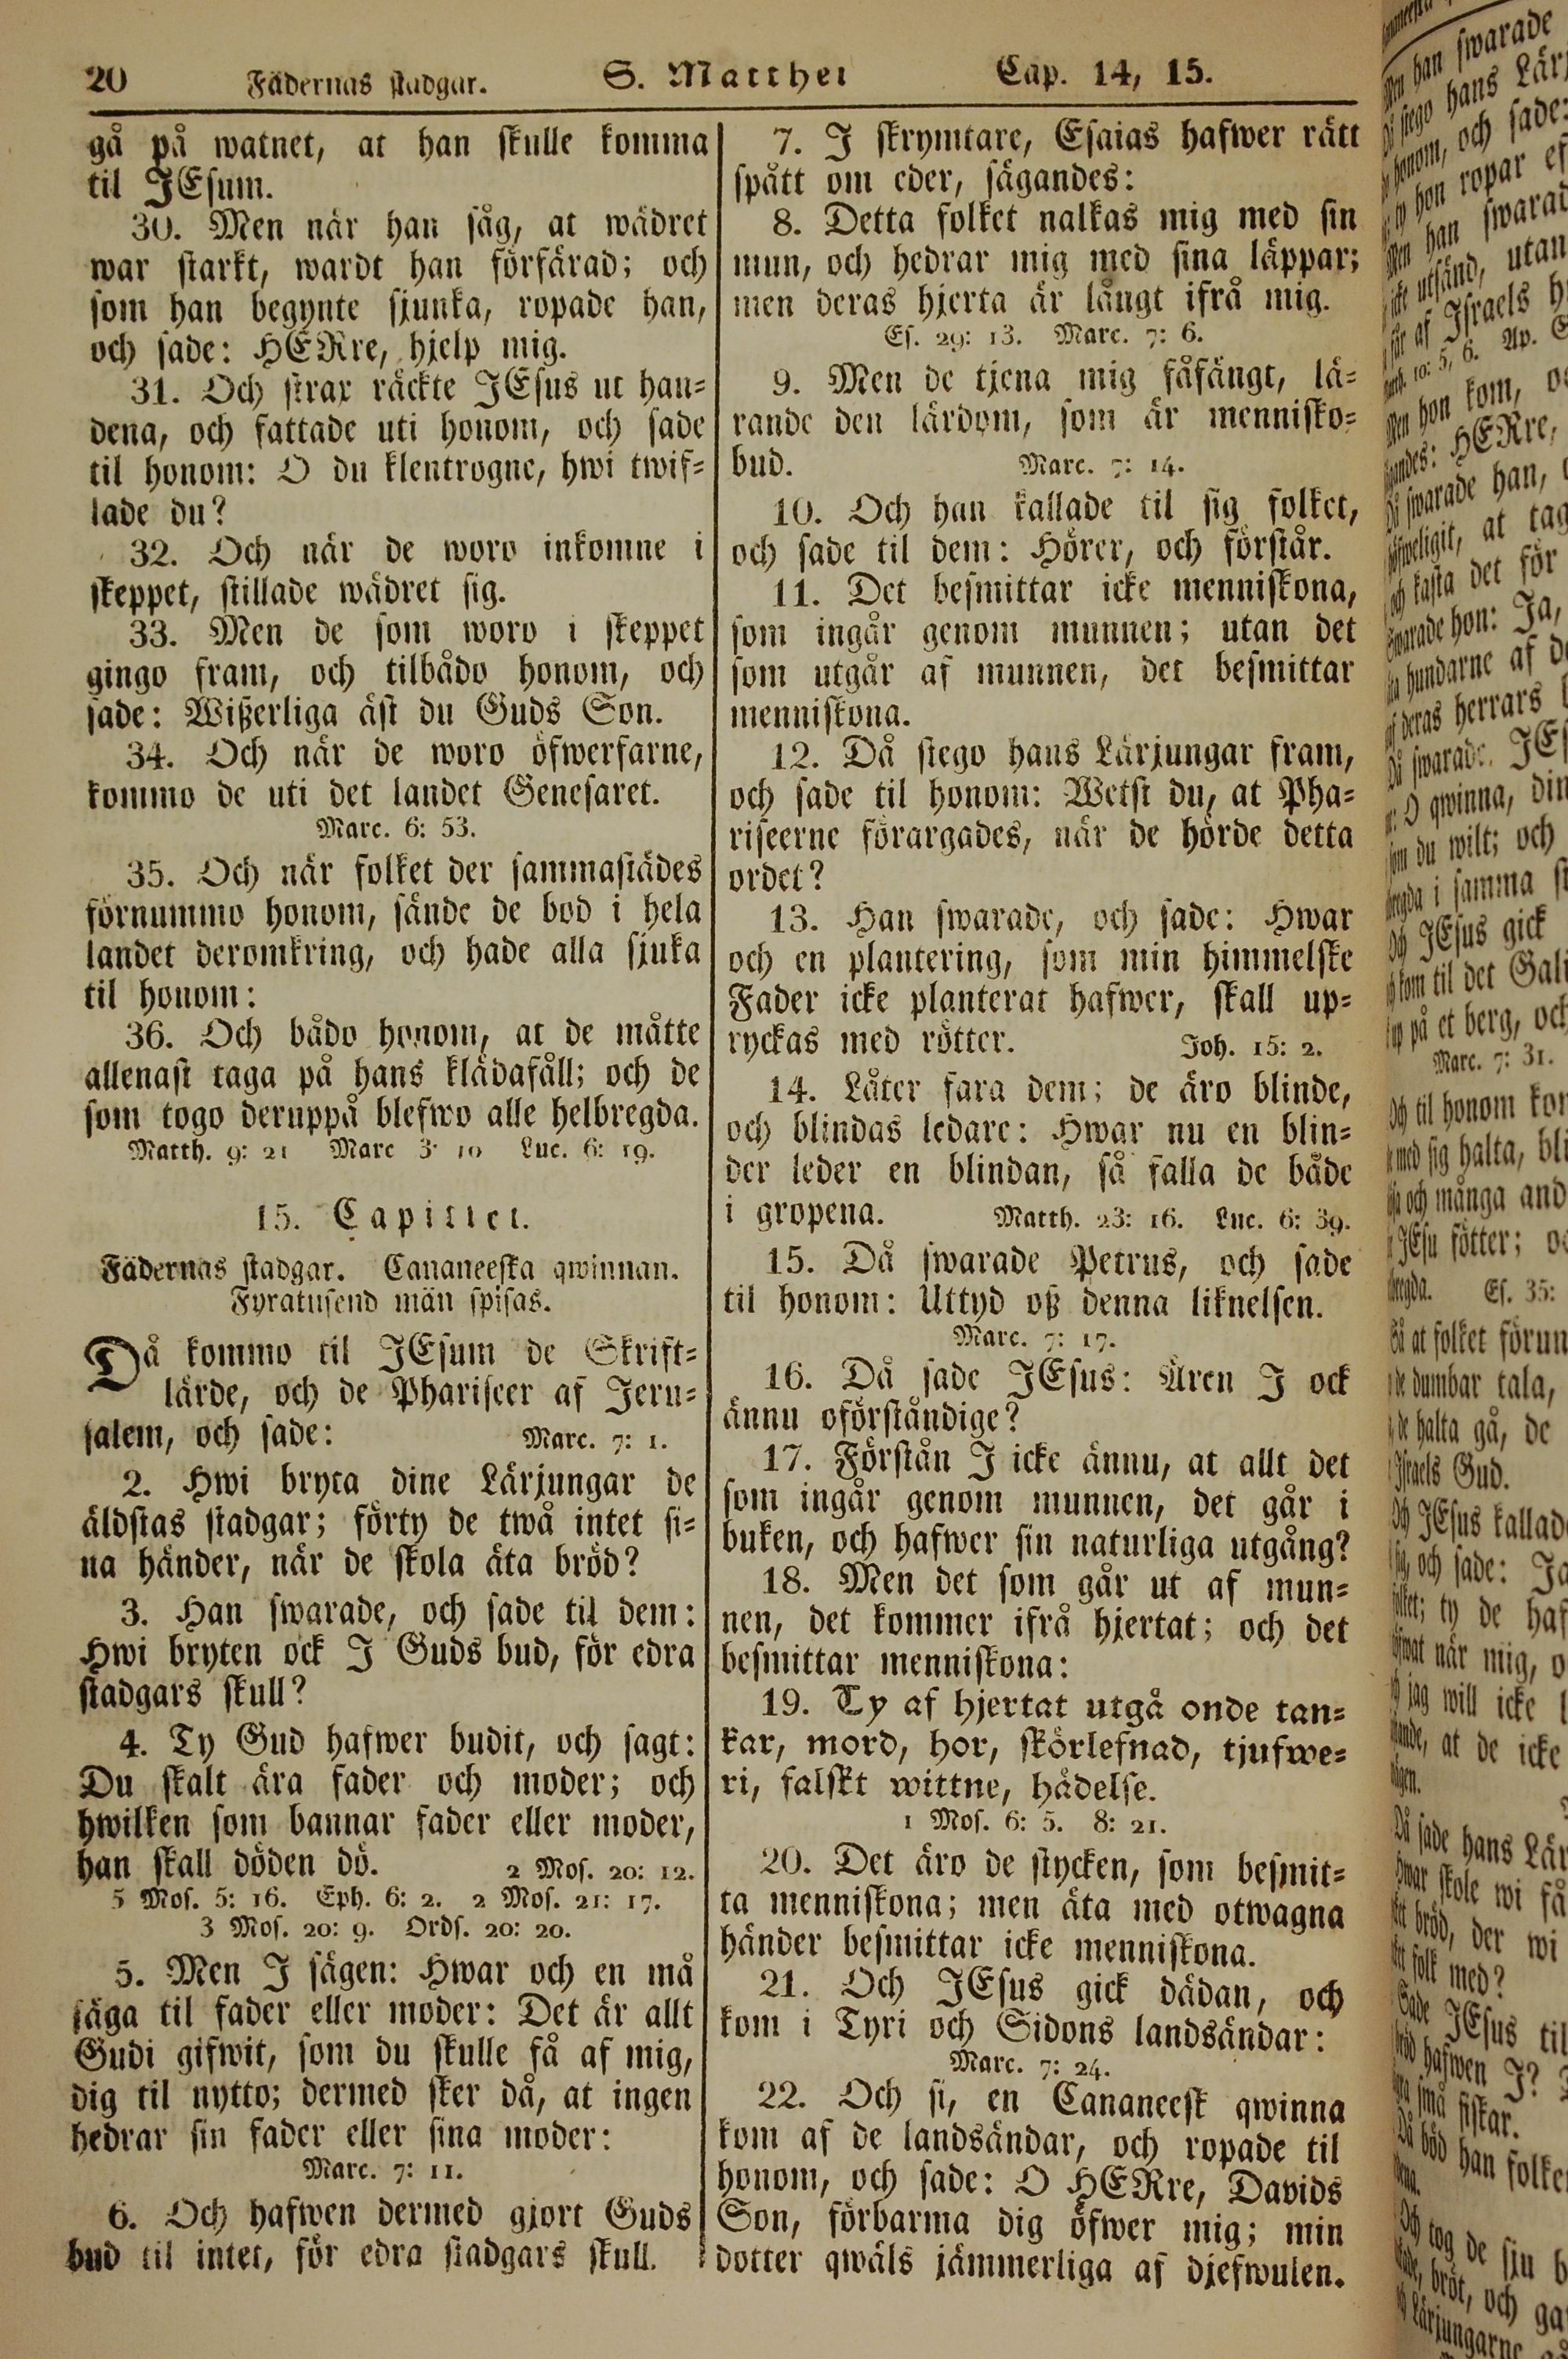 20 Fädernas stadgar. S. Matthei Cap. 14, 15.
gå på watnet, at han skulle komma
til JEsum.
30. Men når han såg, at wädret
war starkt, wardt han förfärad; och
som han begynte sjunka, ropade han,
och sade: HERre, hjelp mig.
31. Och strax räckte JEsus ut han-
dena, och fattade uti honom, och sade
til honom: O du klentrogne, hwi twif-
lade du?
32. Och når de woro inkomne i
skeppet, stillade wädret sig.
33. Men de som woro i skeppet
gingo fram, och tilbådo honom, och
sade: Wißerliga äst du Guds Son.
34. Och når de woro öfwerfarne,
kommo de uti det landet Genesaret.
Marc. 6: 53.
35. Och når folket der sammastädes
förnummo honom, sände de bod i hela
landet deromkring, och hade alla sjuka
til honom:
36. Och bådo honom, at de måtte
allenast taga på hans klädafåll; och de
som togo deruppå blefwo alle helbregda.
Matth. 9: 21 Marc 3: 10 Luc. 6: 19.
15. Capitlet.
Fädernas stadgar. Cananeeska qwinnan.
Fyratusend män spisas.
Då kommo til JEsum de Skrift-
lärde, och de Phariseer af Jeru-
salem, och sade: Marc. 7: 1.
2. Hwi bryta dine Lärjungar de
äldstas stadgar; förty de twå intet si-
na händer, når de skola äta bröd?
3. Han swarade, och sade til dem:
Hwi bryten ock J Guds bud, för edra
stadgars skull?
4. Ty Gud hafwer budit, och sagt:
Du skalt ära fader och moder; och
hwilken som bannar fader eller moder,
han skall döden dö. 2 Mos. 20: 12.
5 Mos. 5: 16. Eph. 6: 2. 2 Mos. 21: 17.
3 Mos. 20: 9. Ords. 20: 20.
5. Men J sägen: Hwar och en må
säga til fader eller moder: Det är allt
Gudi gifwit, som du skulle få af mig,
dig til nytto; dermed sker då, at ingen
hedrar sin fader eller sina moder:
Marc. 7: 11.
6. Och hafwen dermed gjort Guds
bud til intet, för edra stadgars skull.
7. J skrymtare, Esaias hafwer rätt
spått om eder, sägandes:
8. Detta folket nalkas mig med sin
mun, och hedrar mig med sina läppar;
men deras hjerta är långt ifrå mig.
Es. 29: 13. Marc. 7: 6.
9. Men de tjena mig fåfängt, lä-
rande den lärdom, som är mennisko-
bud. Marc. 7: 14.
10. Och han kallade til sig folket,
och sade til dem: Hörer, och förstår.
11. Det besmittar icke menniskona,
som ingår genom munnen; utan det
som utgår af munnen, det besmittar
menniskona.
12. Då stego hans Lärjungar fram,
och sade til honom: Wetst du, at Pha-
riseerne förargades, når de hörde detta
ordet?
13. Han swarade, och sade: Hwar
och en plantering, som min himmelske
Fader icke planterat hafwer, skall up-
ryckas med rötter. Joh. 15: 2.
14. Låter fara dem; de äro blinde,
och blindas ledare: Hwar nu en blin-
der leder en blindan, så falla de både
i gropena. Matth. 23: 16. Luc. 6: 39.
15. Då swarade Petrus, och sade
til honom: Uttyd oß denna liknelsen.
Marc. 7: 17.
16. Då sade JEsus: Ären J ock
ännu oförståndige?
17. Förstån J icke ännu, at allt det
som ingår genom munnen, det går i
buken, och hafwer sin naturliga utgång?
18. Men det som går ut af mun-
nen, det kommer ifrå hjertat; och det
besmittar menniskona:
19. Ty af hjertat utgå onde tan-
kar, mord, hor, skörlefnad, tjufwe-
ri, falskt wittne, hädelse.
1 Mos. 6: 5. 8: 21.
20. Det äro de stycken, som besmit-
ta menniskona; men äta med otwagna
händer besmittar icke menniskona.
21. Och JEsus gick dädan, och
kom i Tyri och Sidons landsändar:
Marc. 7: 24.
22. Och si, en Cananeesk qwinna
kom af de landsändar, och ropade til
honom, och sade: O HERre, Davids
Son, förbarma dig öfwer mig; min
dotter qwäls jämmerliga af djefwulen.